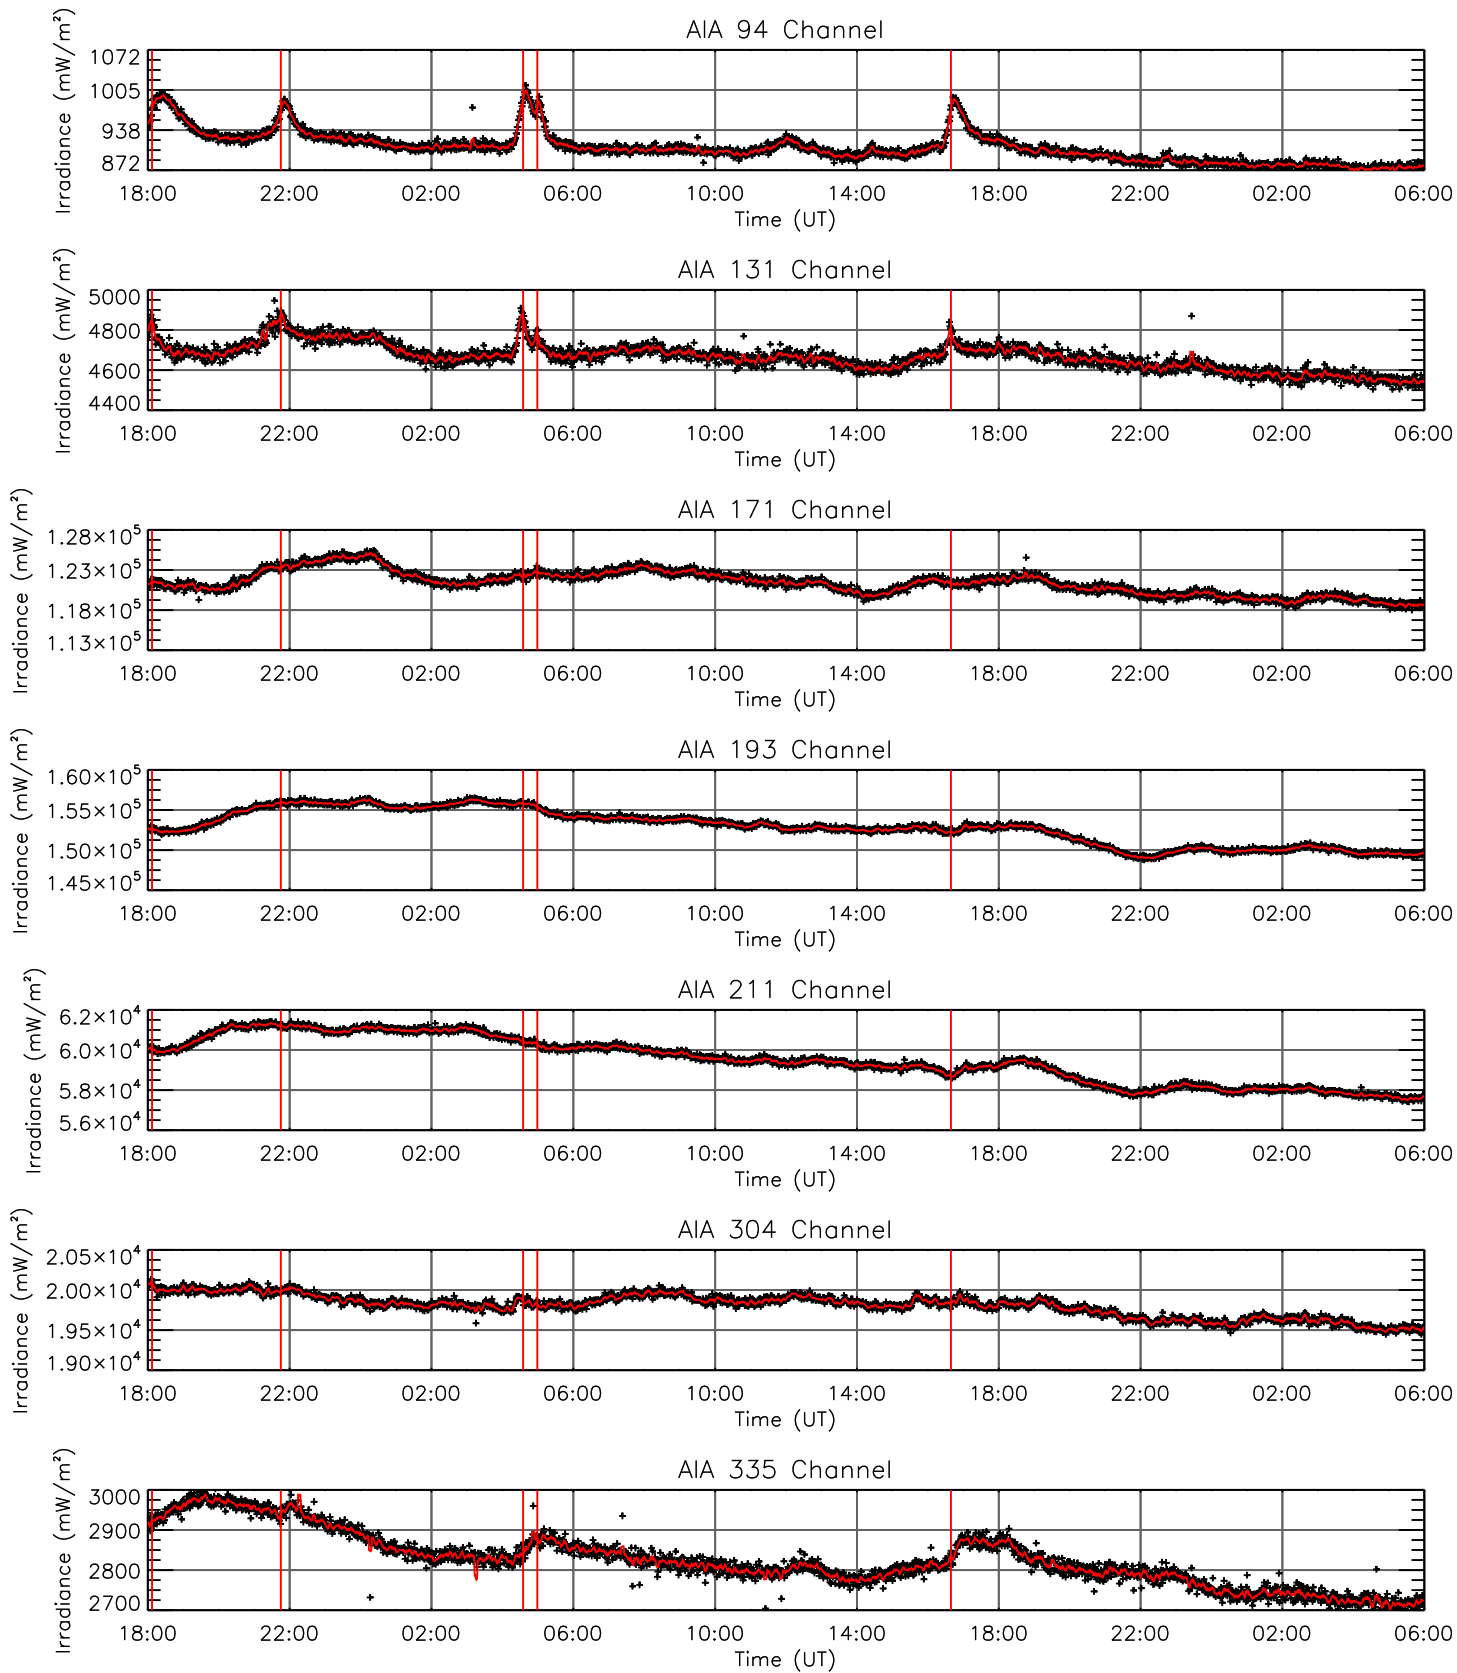 AIA 94 Channel
Irradiance (mW/m²)
1072
1005
938
872
18:00 22:00 02:00 06:00 10:00 14:00 18:00 22:00 02:00 06:00
Time (UT)
AIA 131 Channel
Irradiance (mW/m²)
5000
4800
4600
4400
18:00 22:00 02:00 06:00 10:00 14:00 18:00 22:00 02:00 06:00
Time (UT)
AIA 171 Channel
Irradiance (mW/m²)
1.28×10⁵
1.23×10⁵
1.18×10⁵
1.13×10⁵
18:00 22:00 02:00 06:00 10:00 14:00 18:00 22:00 02:00 06:00
Time (UT)
AIA 193 Channel
Irradiance (mW/m²)
1.60×10⁵
1.55×10⁵
1.50×10⁵
1.45×10⁵
18:00 22:00 02:00 06:00 10:00 14:00 18:00 22:00 02:00 06:00
Time (UT)
AIA 211 Channel
Irradiance (mW/m²)
6.2×10⁴
6.0×10⁴
5.8×10⁴
5.6×10⁴
18:00 22:00 02:00 06:00 10:00 14:00 18:00 22:00 02:00 06:00
Time (UT)
AIA 304 Channel
Irradiance (mW/m²)
2.05×10⁴
2.00×10⁴
1.95×10⁴
1.90×10⁴
18:00 22:00 02:00 06:00 10:00 14:00 18:00 22:00 02:00 06:00
Time (UT)
AIA 335 Channel
Irradiance (mW/m²)
3000
2900
2800
2700
18:00 22:00 02:00 06:00 10:00 14:00 18:00 22:00 02:00 06:00
Time (UT)